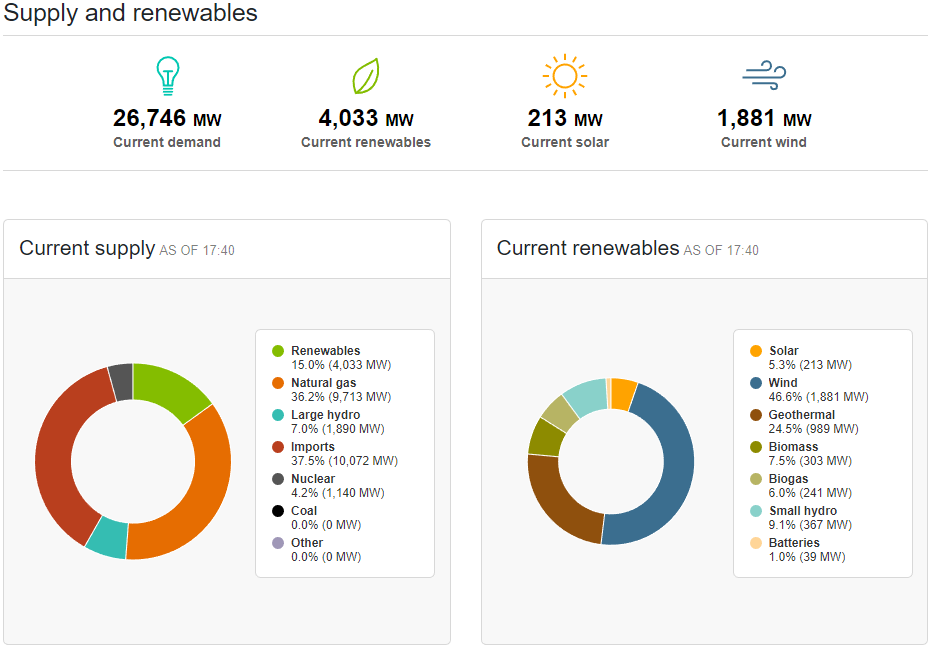 Supply and renewables
26,746 MW
Current demand
4,033 MW
Current renewables
213 MW
Current solar
1,881 MW
Current wind
Current supply AS OF 17:40
Renewables
15.0% (4,033 MW)
Natural gas
36.2% (9,713 MW)
Large hydro
7.0% (1,890 MW)
Imports
37.5% (10,072 MW)
Nuclear
4.2% (1,140 MW)
Coal
0.0% (0 MW)
Other
0.0% (0 MW)
Current renewables AS OF 17:40
Solar
5.3% (213 MW)
Wind
46.6% (1,881 MW)
Geothermal
24.5% (989 MW)
Biomass
7.5% (303 MW)
Biogas
6.0% (241 MW)
Small hydro
9.1% (367 MW)
Batteries
1.0% (39 MW)